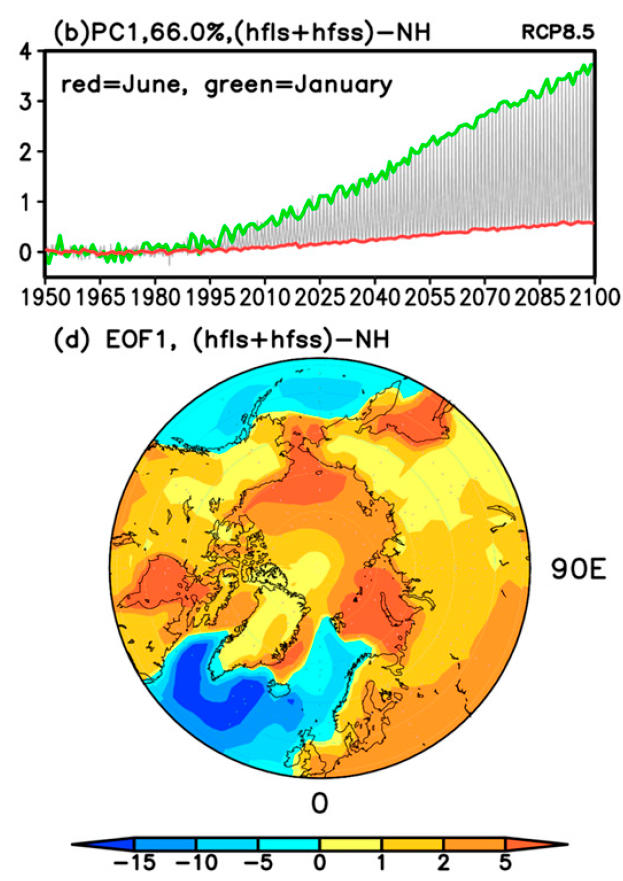 (b)PC1,66.0%,(hfls+hfss)-NH RCP8.5
4
red=June, green=January
3
2
1
0
1950 1965 1980 1995 2010 2025 2040 2055 2070 2085 2100
(d) EOF1, (hfls+hfss)-NH
90E
0
-15 -10 -5 0 1 2 5